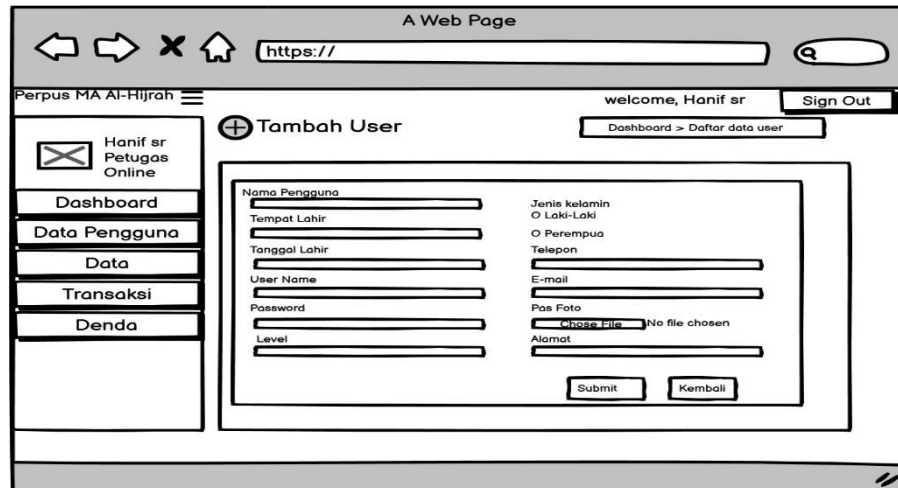 A Web Page
https://
Perpus MA Al-Hijrah
welcome, Hanif sr
Sign Out
Hanif sr
Petugas
Online
Dashboard
Data Pengguna
Data
Transaksi
Denda
Tambah User
Dashboard > Daftar data user
Nama Pengguna
Tempat Lahir
Tanggal Lahir
User Name
Password
Level
Jenis kelamin
O Laki-Laki
O Perempua
Telepon
E-mail
Pas Foto
Chose File No file chosen
Alamat
Submit
Kembali